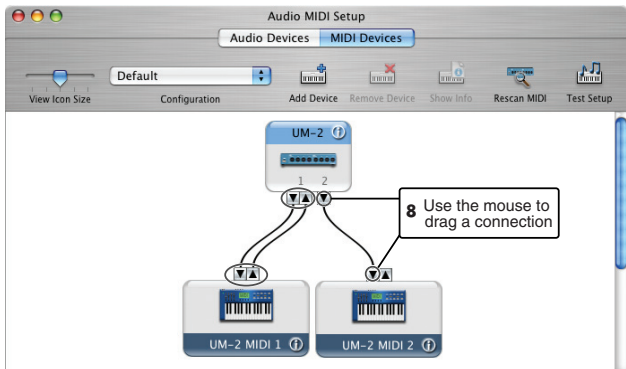 Audio MIDI Setup
Audio Devices MIDI Devices
Default
View Icon Size Configuration Add Device Remove Device Show Info Rescan MIDI Test Setup
UM-2
1 2
8 Use the mouse to
drag a connection
UM-2 MIDI 1 UM-2 MIDI 2